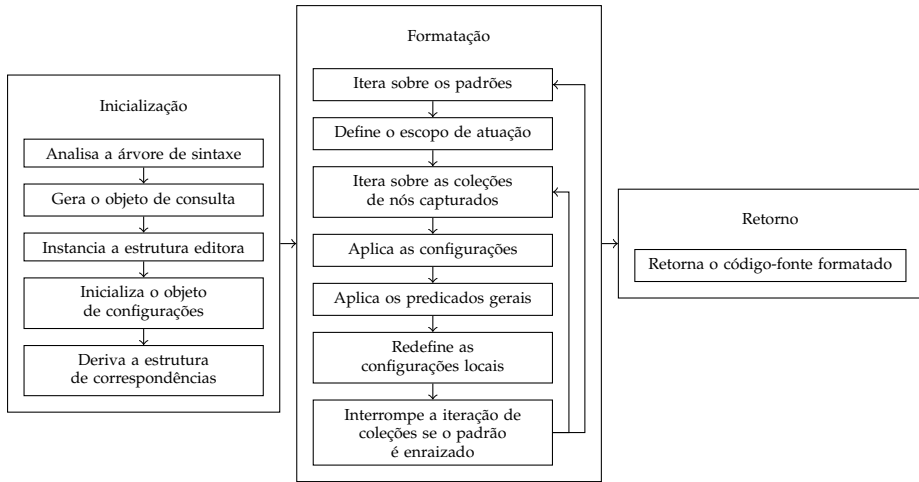 Inicialização
Analisa a árvore de sintaxe
Gera o objeto de consulta
Instancia a estrutura editora
Inicializa o objeto
de configurações
Deriva a estrutura
de correspondências
Formatação
Itera sobre os padrões
Define o escopo de atuação
Itera sobre as coleções
de nós capturados
Aplica as configurações
Aplica os predicados gerais
Redefine as
configurações locais
Interrompe a iteração de
coleções se o padrão
é enraizado
Retorno
Retorna o código-fonte formatado